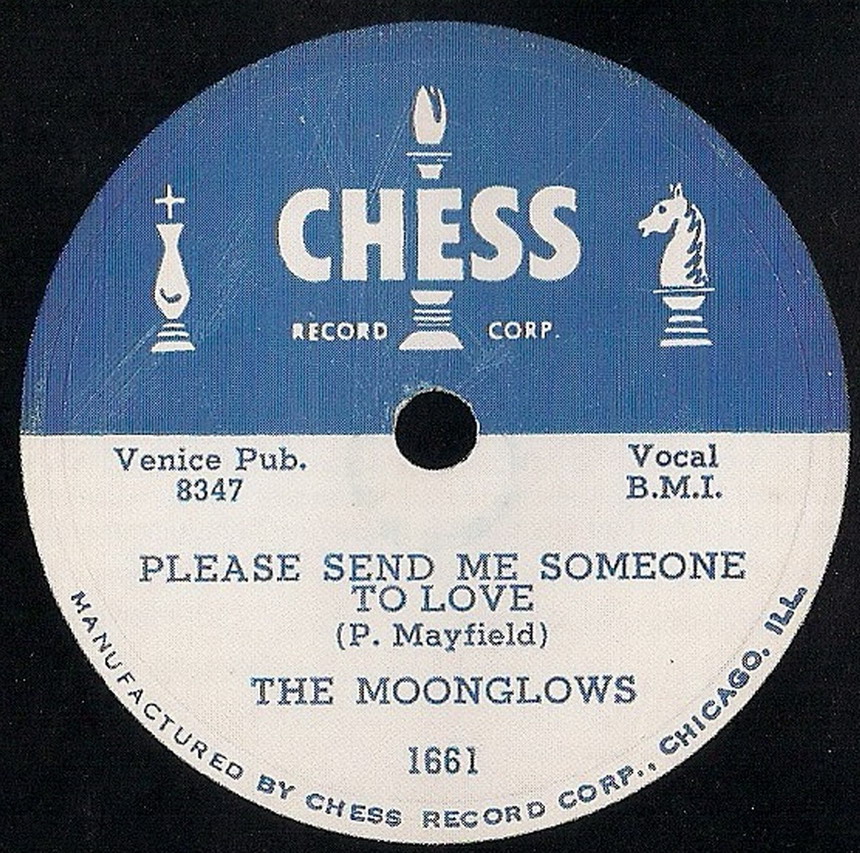 CHESS
RECORD CORP.
Venice Pub.
8347
Vocal
B.M.I.
PLEASE SEND ME SOMEONE
TO LOVE
(P. Mayfield)
THE MOONGLOWS
1661
MANUFACTURED BY CHESS RECORD CORP., CHICAGO, ILL.